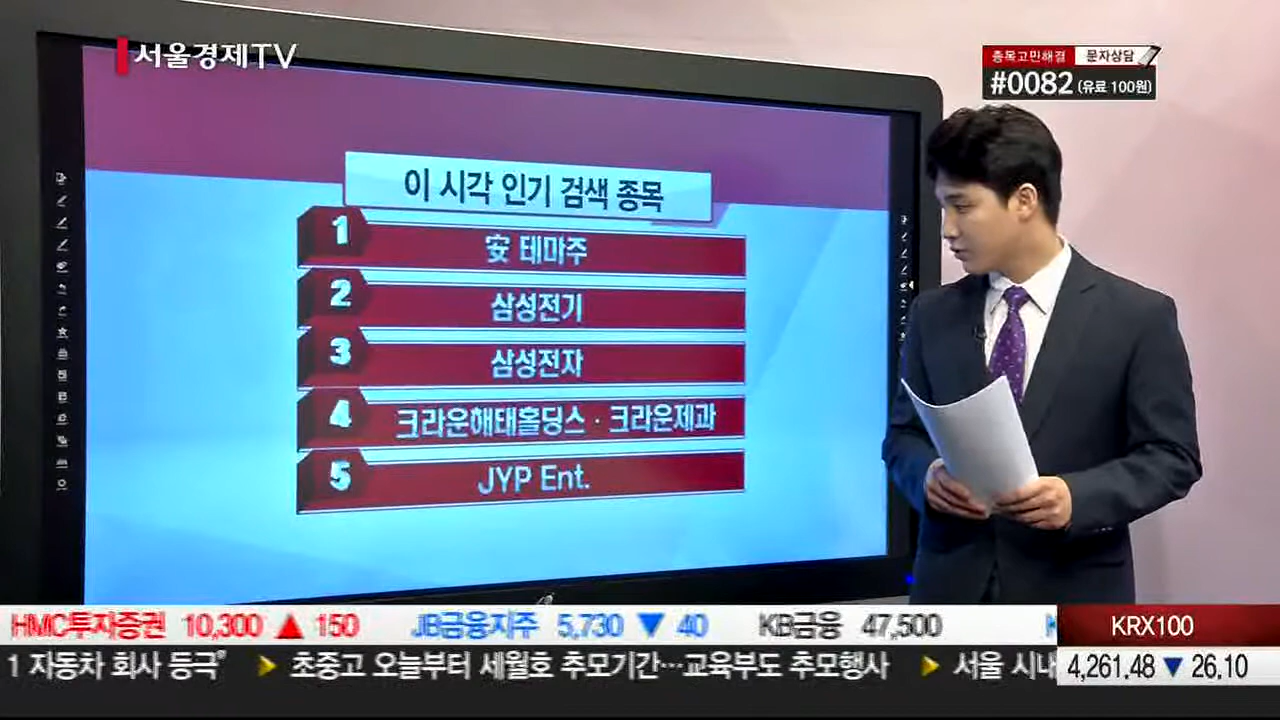 서울경제TV
종목고민해결 문자상담
#0082 (유료 100원)
이 시각 인기 검색 종목
1 安 테마주
2 삼성전기
3 삼성전자
4 크라운해태홀딩스 · 크라운제과
5 JYP Ent.
HMC투자증권 10,300 ▲ 150 JB금융지주 5,730 ▼ 40 KB금융 47,500
KRX100
1 자동차 회사 등극” ▶ 초중고 오늘부터 세월호 추모기간…교육부도 추모행사 ▶ 서울 시내
4,261.48 ▼ 26.10